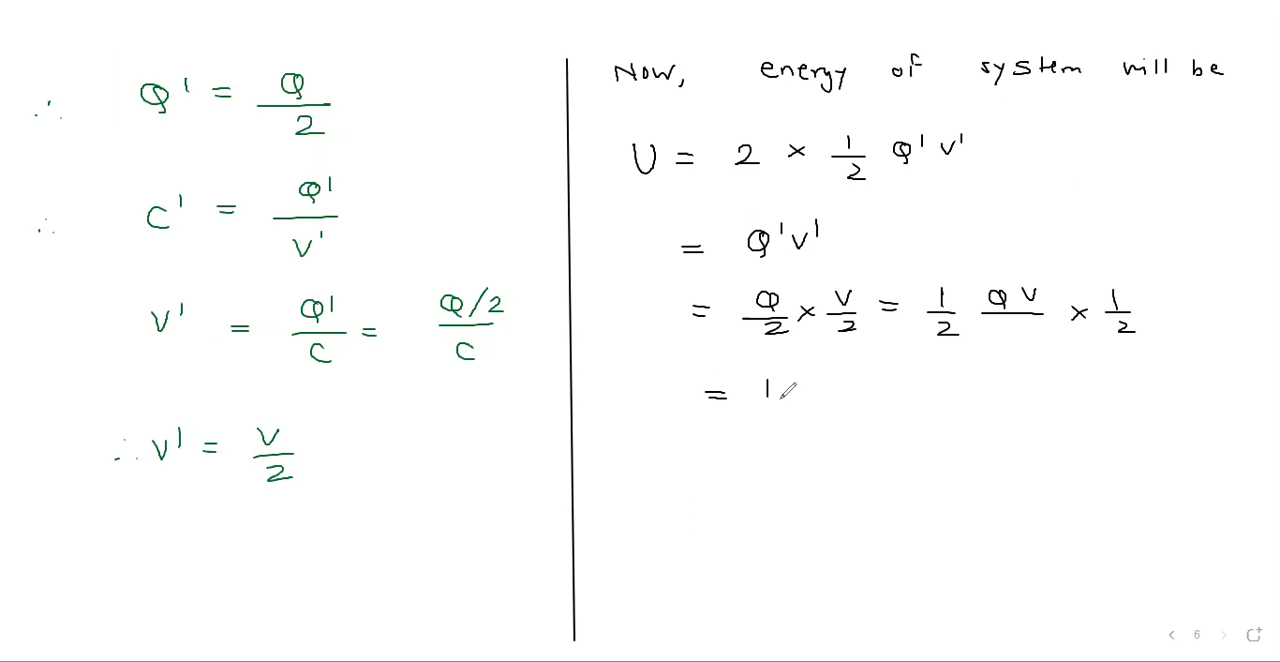 ∴ Q' = Q/2
∴ C' = Q'/V'
V' = Q'/C = Q/2/C
∴ V' = V/2
Now, energy of system will be
U = 2 × 1/2 Q'V'
= Q'V'
= Q/2 × V/2 = 1/2 QV × 1/2
= 1
6